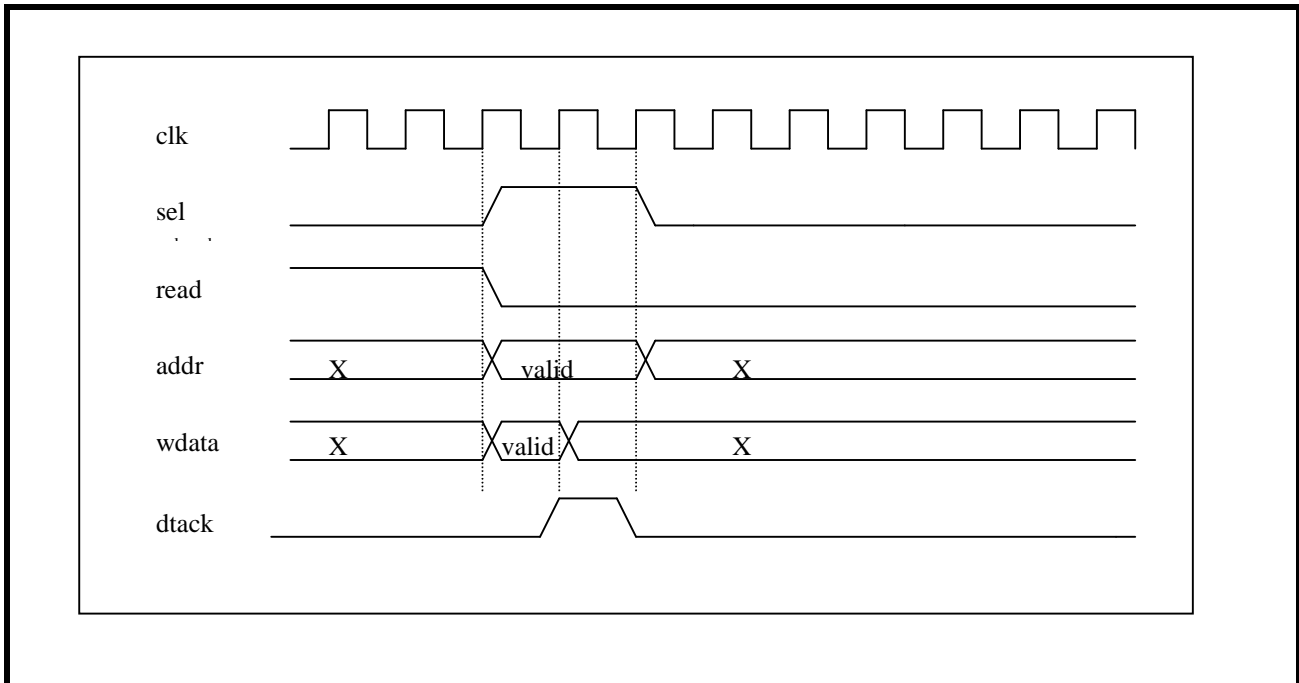 clk
sel
read
addr X valid X
wdata X valid X
dtack